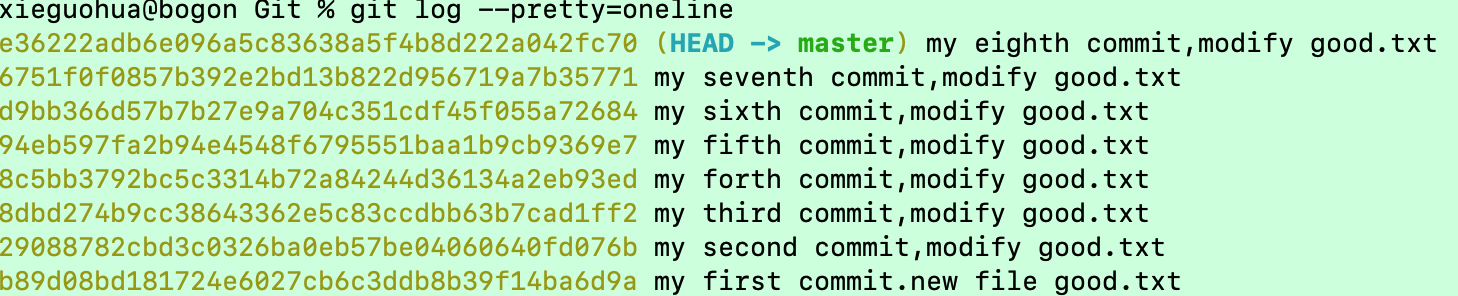 xieguohua@bogon Git % git log --pretty=oneline
e36222adb6e096a5c83638a5f4b8d222a042fc70 (HEAD -> master) my eighth commit,modify good.txt
6751f0f0857b392e2bd13b822d956719a7b35771 my seventh commit,modify good.txt
d9bb366d57b7b27e9a704c351cdf45f055a72684 my sixth commit,modify good.txt
94eb597fa2b94e4548f6795551baa1b9cb9369e7 my fifth commit,modify good.txt
8c5bb3792bc5c3314b72a84244d36134a2eb93ed my forth commit,modify good.txt
8dbd274b9cc38643362e5c83ccdbb63b7cad1ff2 my third commit,modify good.txt
29088782cbd3c0326ba0eb57be04060640fd076b my second commit,modify good.txt
b89d08bd181724e6027cb6c3ddb8b39f14ba6d9a my first commit.new file good.txt